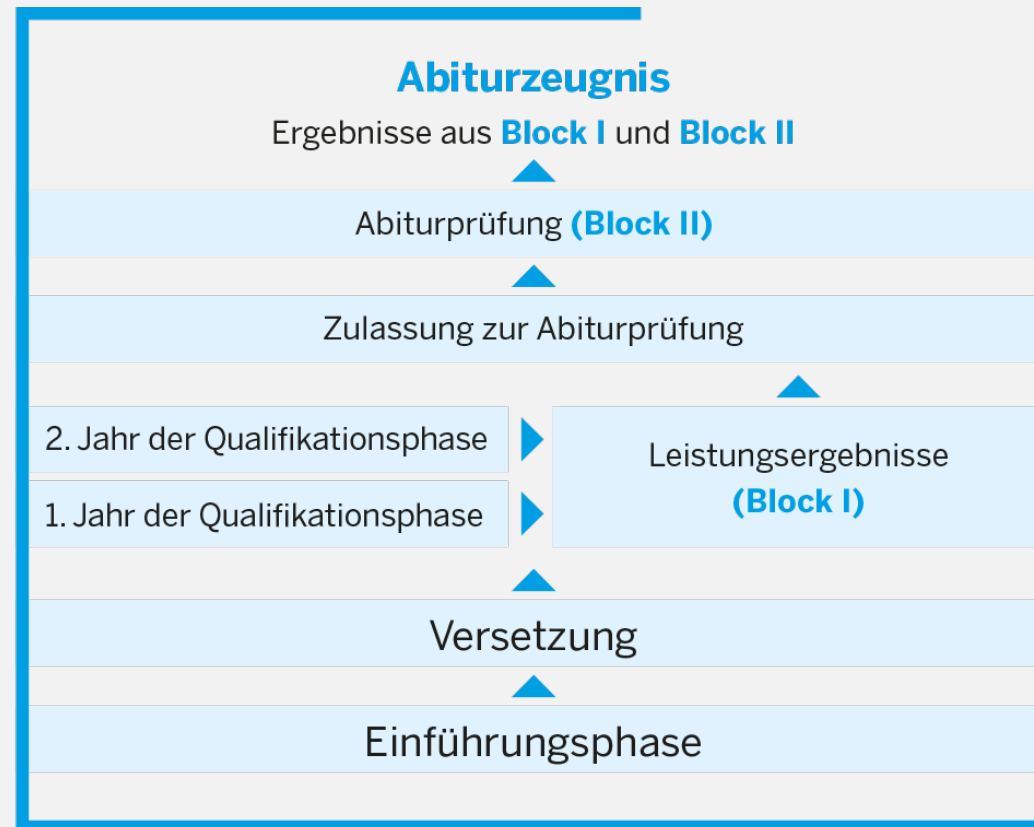 Abiturzeugnis
Ergebnisse aus Block I und Block II
Abiturprüfung (Block II)
Zulassung zur Abiturprüfung
2. Jahr der Qualifikationsphase
1. Jahr der Qualifikationsphase
Leistungsergebnisse
(Block I)
Versetzung
Einführungsphase